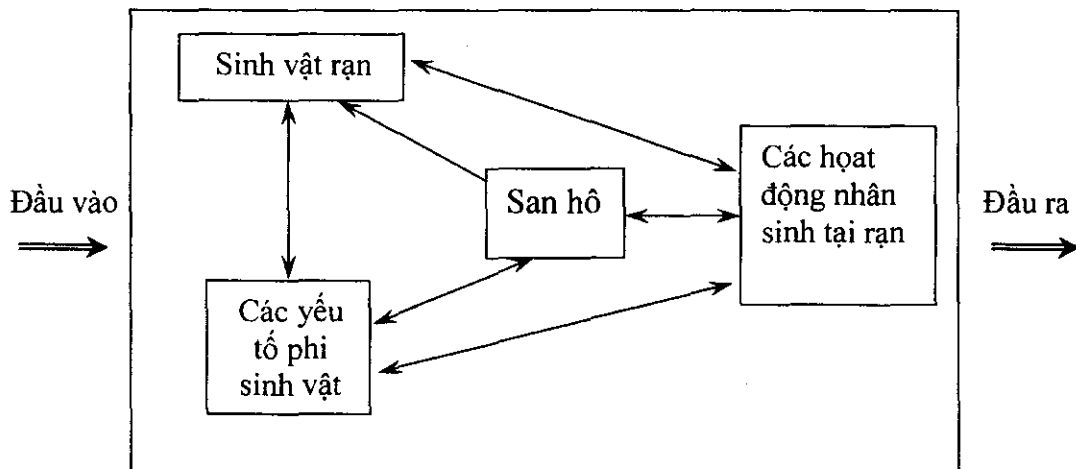 Sinh vật rạn
Các họat
động nhân
sinh tại rạn
San hô
Đầu vào
Đầu ra
Các yếu
tố phi
sinh vật